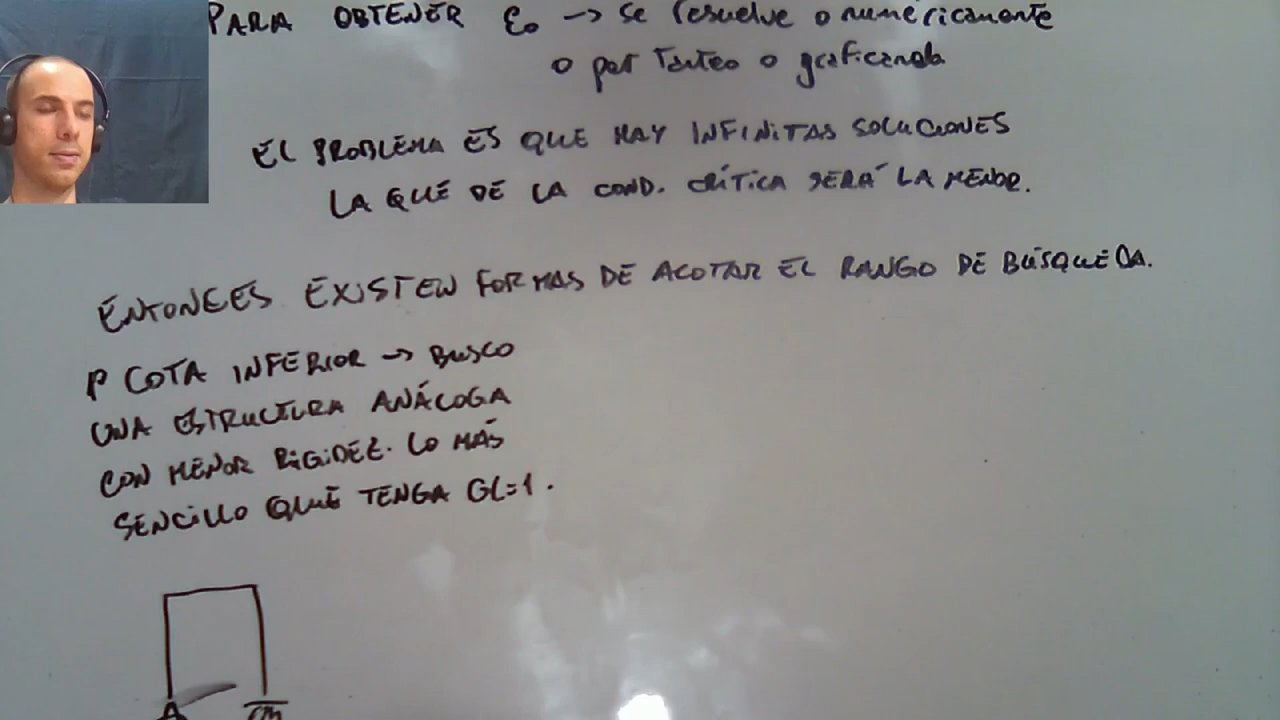 PARA OBTENER ε₀ → Se resuelve o numéricamente
o por Tanteo o graficando
EL PROBLEMA ES QUE HAY INFINITAS SOLUCIONES
LA QUE DE LA COND. CRÍTICA SERÁ LA MENOR.
ENTONCES EXISTEN FORMAS DE ACOTAR EL RANGO DE BÚSQUEDA.
P COTA INFERIOR → BUSCO
UNA ESTRUCTURA ANÁLOGA
CON MENOR RIGIDEZ. LO MÁS
SENCILLO QUE TENGA GL=1.